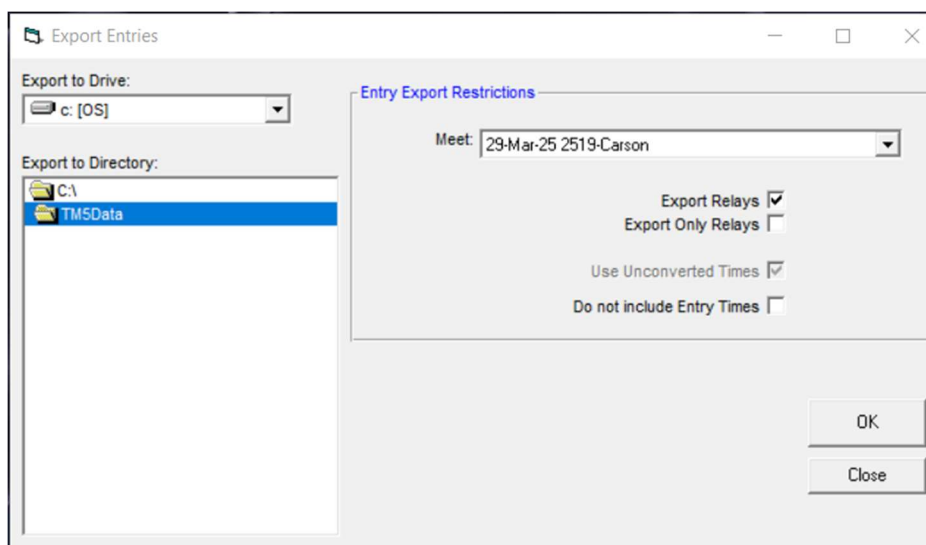 Export Entries
Export to Drive:
c: [OS]
Export to Directory:
C:\
TM5Data
Entry Export Restrictions
Meet: 29-Mar-25 2519-Carson
Export Relays
Export Only Relays
Use Unconverted Times
Do not include Entry Times
OK
Close